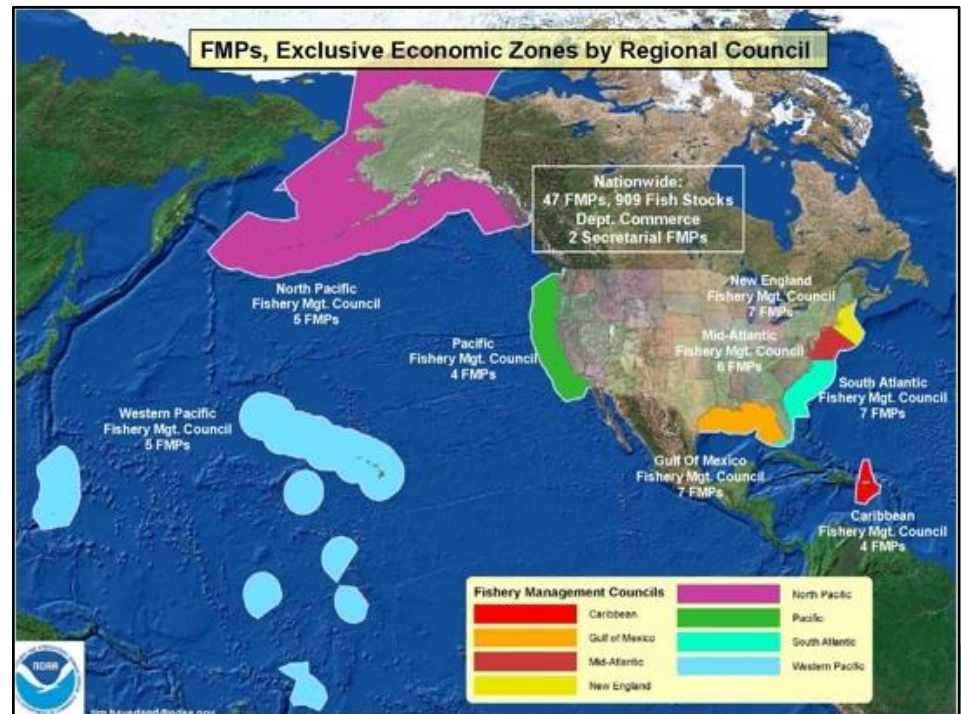 FMPs, Exclusive Economic Zones by Regional Council
Nationwide:
47 FMPs, 909 Fish Stocks
Dept. Commerce
2 Secretarial FMPs
North Pacific
Fishery Mgt. Council
5 FMPs
New England
Fishery Mgt. Council
7 FMPs
Pacific
Fishery Mgt. Council
4 FMPs
Mid-Atlantic
Fishery Mgt. Council
6 FMPs
South Atlantic
Fishery Mgt. Council
7 FMPs
Western Pacific
Fishery Mgt. Council
5 FMPs
Gulf Of Mexico
Fishery Mgt. Council
7 FMPs
Caribbean
Fishery Mgt. Council
4 FMPs
Fishery Management Councils
Caribbean
Gulf of Mexico
Mid-Atlantic
New England
North Pacific
Pacific
South Atlantic
Western Pacific
NOAA